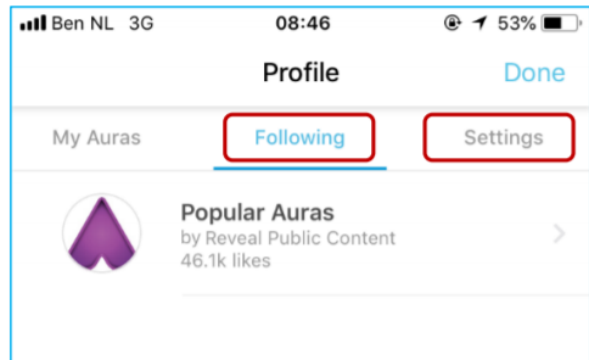 Ben NL 3G 08:46 53%
Profile Done
My Auras Following Settings
Popular Auras
by Reveal Public Content
46.1k likes